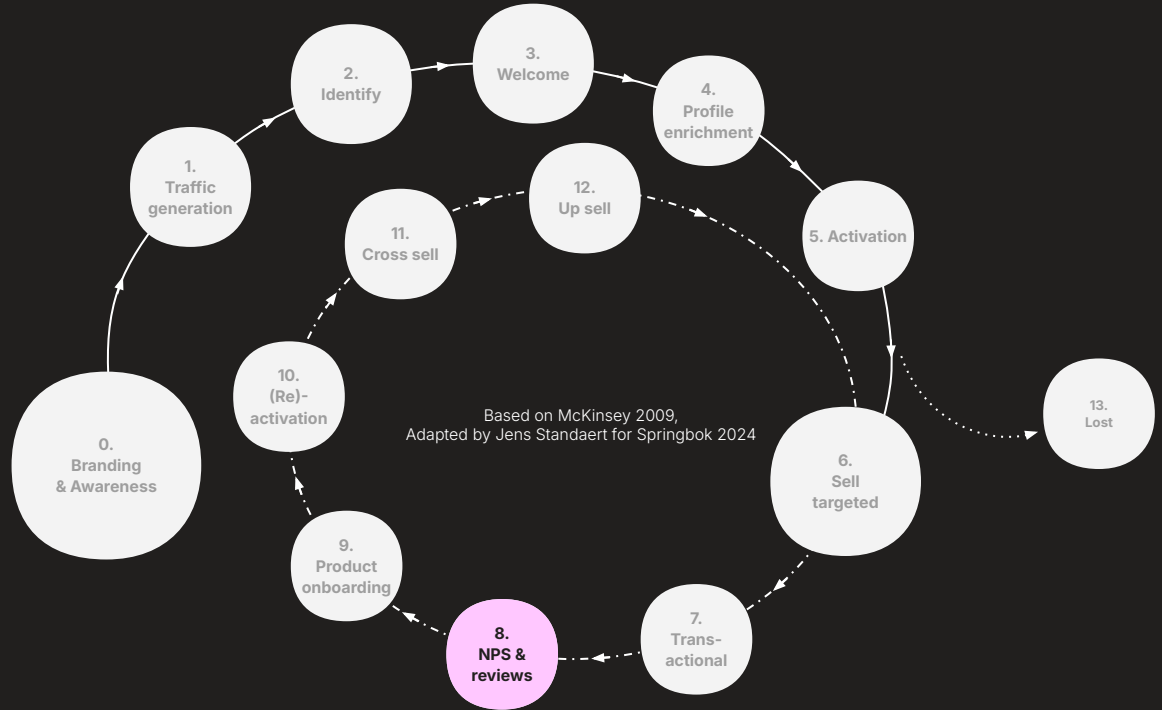 0.
Branding
& Awareness
1.
Traffic
generation
2.
Identify
3.
Welcome
4.
Profile
enrichment
5. Activation
6.
Sell
targeted
7.
Trans-
actional
8.
NPS &
reviews
9.
Product
onboarding
10.
(Re)-
activation
11.
Cross sell
12.
Up sell
13.
Lost
Based on McKinsey 2009,
Adapted by Jens Standaert for Springbok 2024